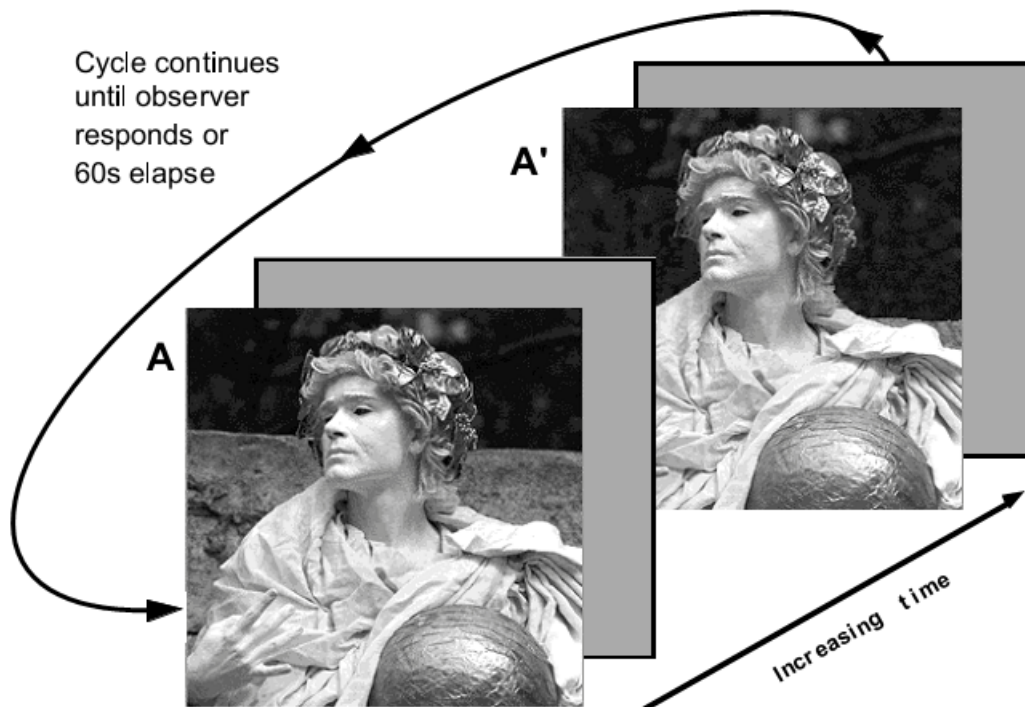 Cycle continues
until observer
responds or
60s elapse
A'
A
Increasing time